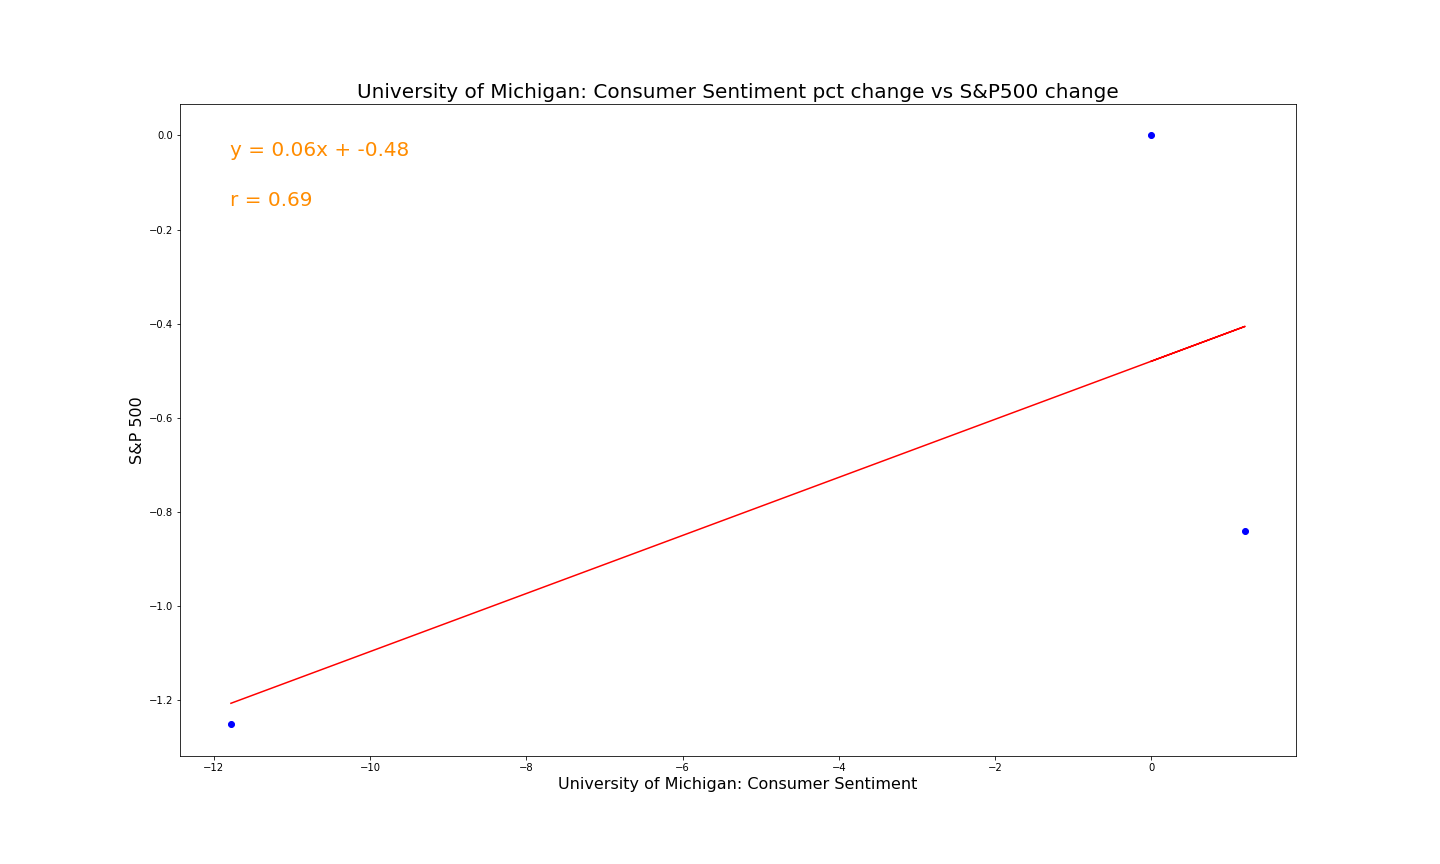 University of Michigan: Consumer Sentiment pct change vs S&P500 change
y = 0.06x + -0.48
r = 0.69
0.0
−0.2
−0.4
−0.6
−0.8
−1.0
−1.2
S&P 500
−12 −10 −8 −6 −4 −2 0
University of Michigan: Consumer Sentiment